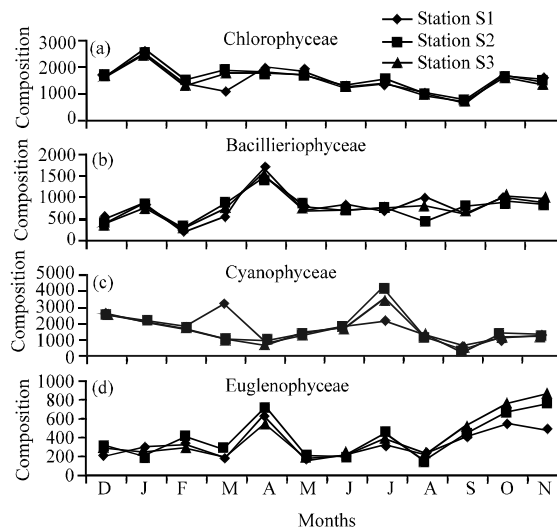 Station S1
Station S2
Station S3
(a)
Chlorophyceae
Composition
3000
2000
1000
0
(b)
Bacillieriophyceae
Composition
2000
1500
1000
500
0
(c)
Cyanophyceae
Composition
5000
4000
3000
2000
1000
0
(d)
Euglenophyceae
Composition
1000
800
600
400
200
0
D J F M A M J J A S O N
Months